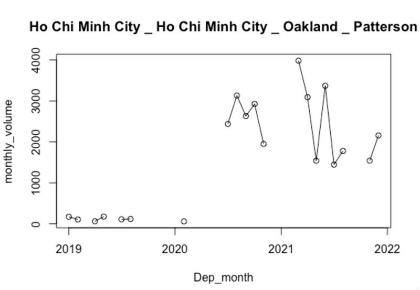 Ho Chi Minh City _ Ho Chi Minh City _ Oakland _ Patterson
monthly_volume
4000
3000
2000
1000
0
2019 2020 2021 2022
Dep_month